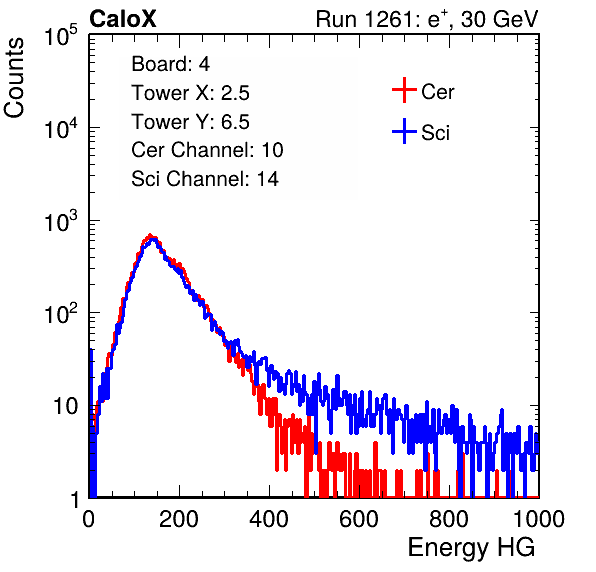 CaloX Run 1261: e⁺, 30 GeV
Counts
Board: 4
Tower X: 2.5
Tower Y: 6.5
Cer Channel: 10
Sci Channel: 14
Cer
Sci
10⁵
10⁴
10³
10²
10
1
0 200 400 600 800 1000
Energy HG